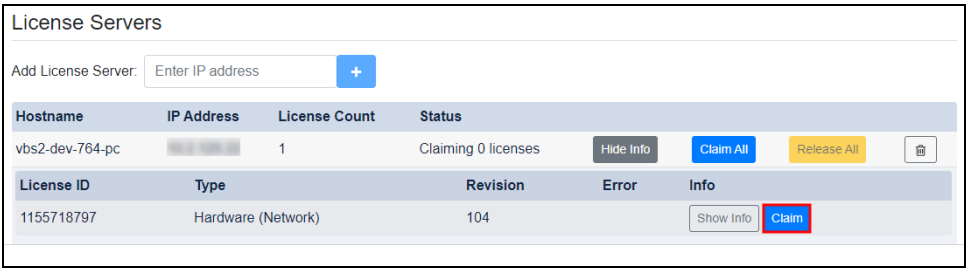 License Servers
Add License Server: Enter IP address +
Hostname IP Address License Count Status
vbs2-dev-764-pc 1 Claiming 0 licenses Hide Info Claim All Release All
License ID Type Revision Error Info
1155718797 Hardware (Network) 104 Show Info Claim